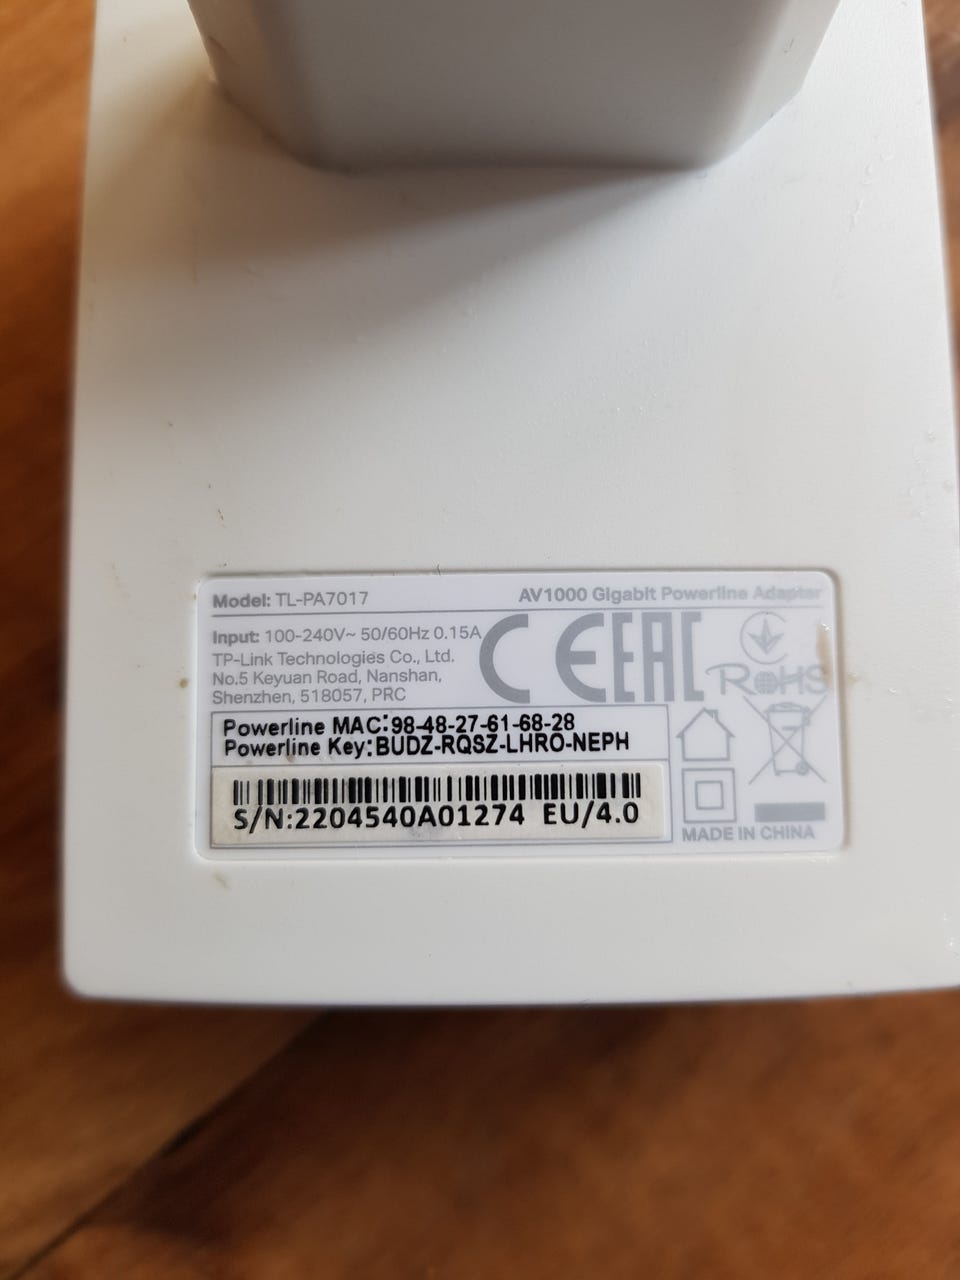 Model: TL-PA7017
AV1000 Gigabit Powerline Adapter
Input: 100-240V~ 50/60Hz 0.15A
TP-Link Technologies Co., Ltd.
No.5 Keyuan Road, Nanshan,
Shenzhen, 518057, PRC
CE EAC
RoHS
Powerline MAC:98-48-27-61-68-28
Powerline Key:BUDZ-RQSZ-LHRO-NEPH
S/N:2204540A01274 EU/4.0
MADE IN CHINA